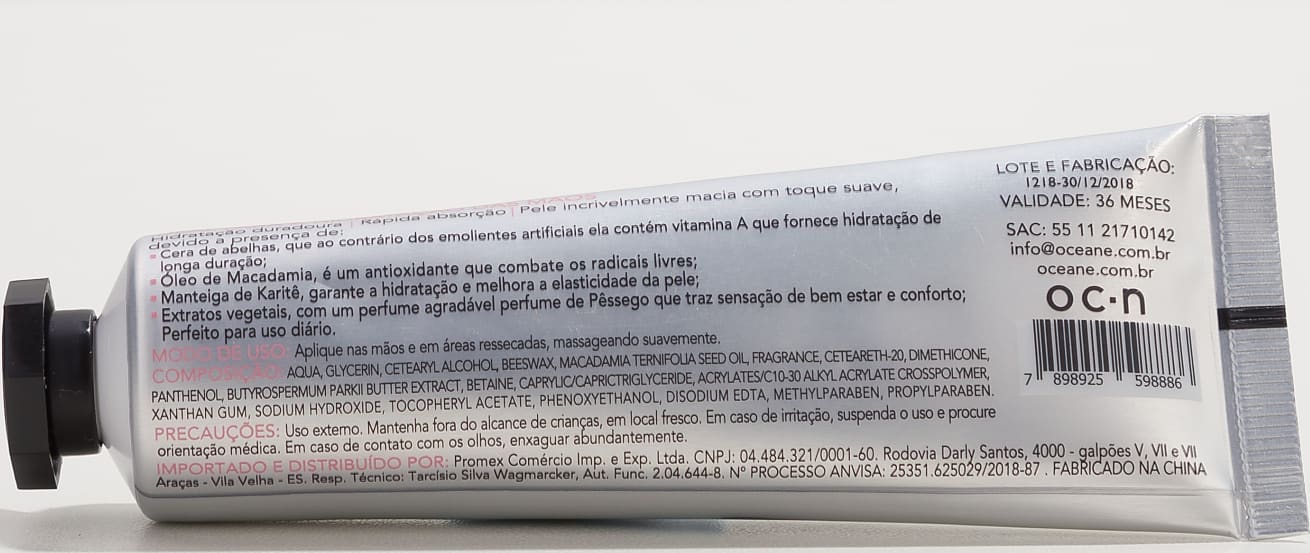 DAS MÃOS
Hidratação duradoura | Rápida absorção | Pele incrivelmente macia com toque suave,
devido a presença de:
Cera de abelhas, que ao contrário dos emolientes artificiais ela contém vitamina A que fornece hidratação de
longa duração;
Óleo de Macadamia, é um antioxidante que combate os radicais livres;
Manteiga de Karitê, garante a hidratação e melhora a elasticidade da pele;
Extratos vegetais, com um perfume agradável perfume de Pêssego que traz sensação de bem estar e conforto;
Perfeito para uso diário.
MODO DE USO: Aplique nas mãos e em áreas ressecadas, massageando suavemente.
COMPOSIÇÃO: AQUA, GLYCERIN, CETEARYL ALCOHOL, BEESWAX, MACADAMIA TERNIFOLIA SEED OIL, FRAGRANCE, CETEARETH-20, DIMETHICONE,
PANTHENOL, BUTYROSPERMUM PARKII BUTTER EXTRACT, BETAINE, CAPRYLIC/CAPRICTRIGLYCERIDE, ACRYLATES/C10-30 ALKYL ACRYLATE CROSSPOLYMER,
XANTHAN GUM, SODIUM HYDROXIDE, TOCOPHERYL ACETATE, PHENOXYETHANOL, DISODIUM EDTA, METHYLPARABEN, PROPYLPARABEN.
PRECAUÇÕES: Uso externo. Mantenha fora do alcance de crianças, em local fresco. Em caso de irritação, suspenda o uso e procure
orientação médica. Em caso de contato com os olhos, enxaguar abundantemente.
IMPORTADO E DISTRIBUÍDO POR: Promex Comércio Imp. e Exp. Ltda. CNPJ: 04.484.321/0001-60. Rodovia Darly Santos, 4000 - galpões V, VII e VII
Araças - Vila Velha - ES. Resp. Técnico: Tarcísio Silva Wagmarcker, Aut. Func. 2.04.644-8. Nº PROCESSO ANVISA: 25351.625029/2018-87 . FABRICADO NA CHINA
LOTE E FABRICAÇÃO:
1218-30/12/2018
VALIDADE: 36 MESES
SAC: 55 11 21710142
info@oceane.com.br
oceane.com.br
oc·n
7 898925 598886